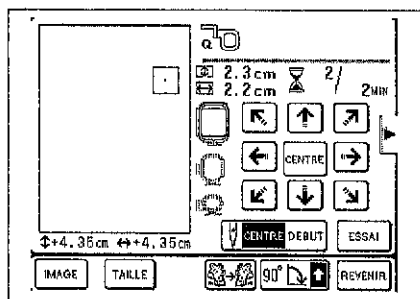 Q
2.3cm 2/
2.2cm 2MIN
CENTRE
+4.35cm +4.35cm
CENTRE DEBUT ESSAI
IMAGE TAILLE 90° REVENIR